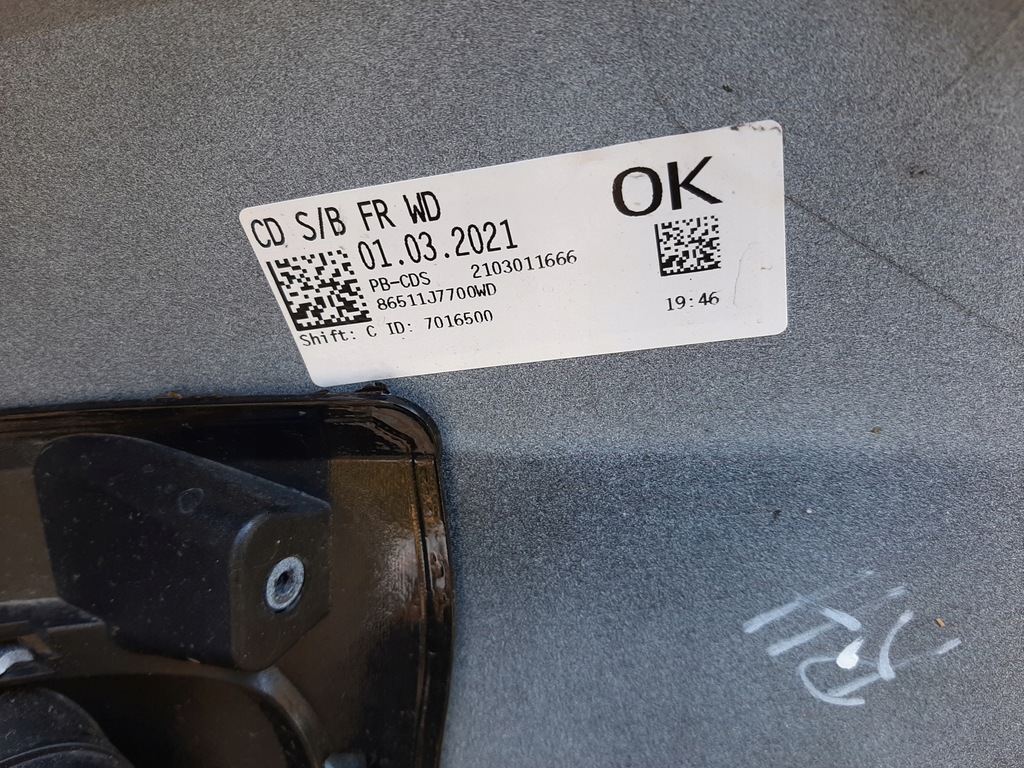 CD S/B FR WD
OK
01.03.2021
PB-CDS 2103011666
86511J7700WD
19:46
Shift: C ID: 7016500